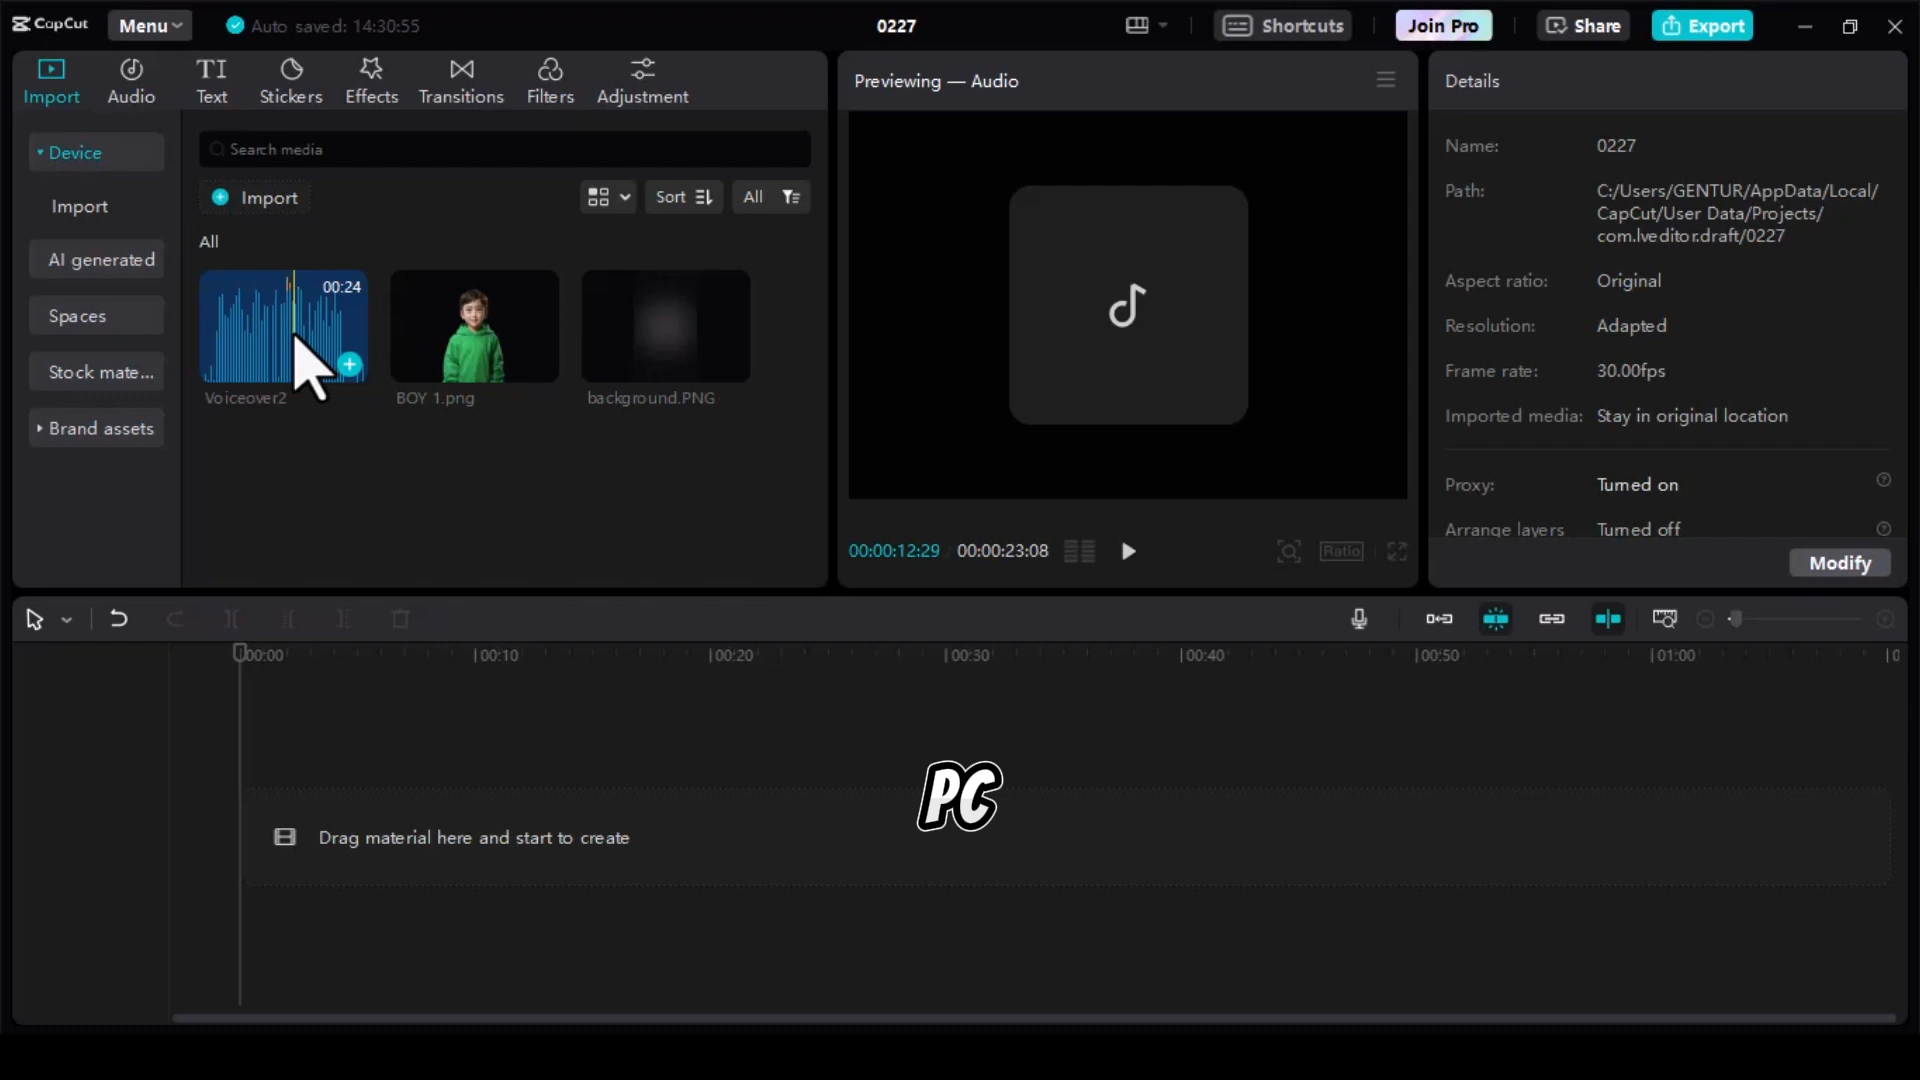 CapCut
Menu
Auto saved: 14:30:55
0227
Shortcuts
Join Pro
Share
Export
Import
Audio
Text
Stickers
Effects
Transitions
Filters
Adjustment
Previewing — Audio
Details
Device
Import
AI generated
Spaces
Stock mate...
Brand assets
Search media
Import
Sort
All
All
00:24
Voiceover2
BOY 1.png
background.PNG
00:00:12:29
00:00:23:08
Ratio
Name: 0227
Path: C:/Users/GENTUR/AppData/Local/
CapCut/User Data/Projects/
com.lveditor.draft/0227
Aspect ratio: Original
Resolution: Adapted
Frame rate: 30.00fps
Imported media: Stay in original location
Proxy: Turned on
Arrange layers Turned off
Modify
00:00
00:10
00:20
00:30
00:40
00:50
01:00
0
PC
Drag material here and start to create